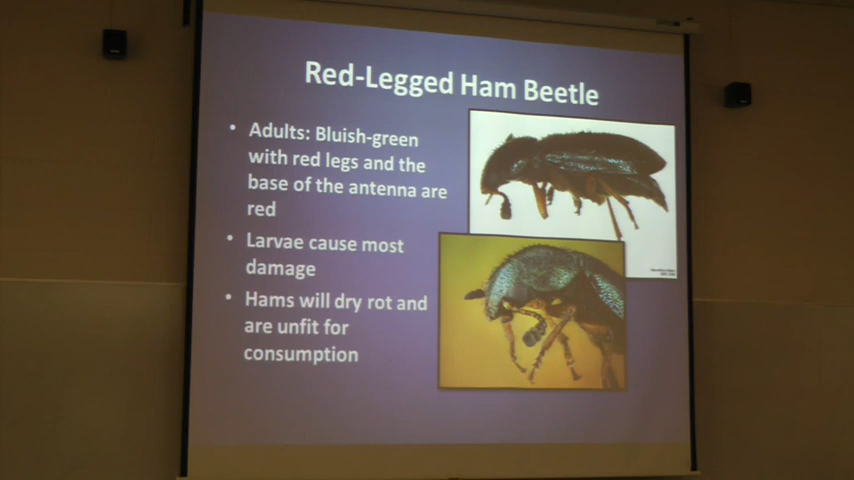 Red-Legged Ham Beetle
• Adults: Bluish-green
with red legs and the
base of the antenna are
red
• Larvae cause most
damage
• Hams will dry rot and
are unfit for
consumption